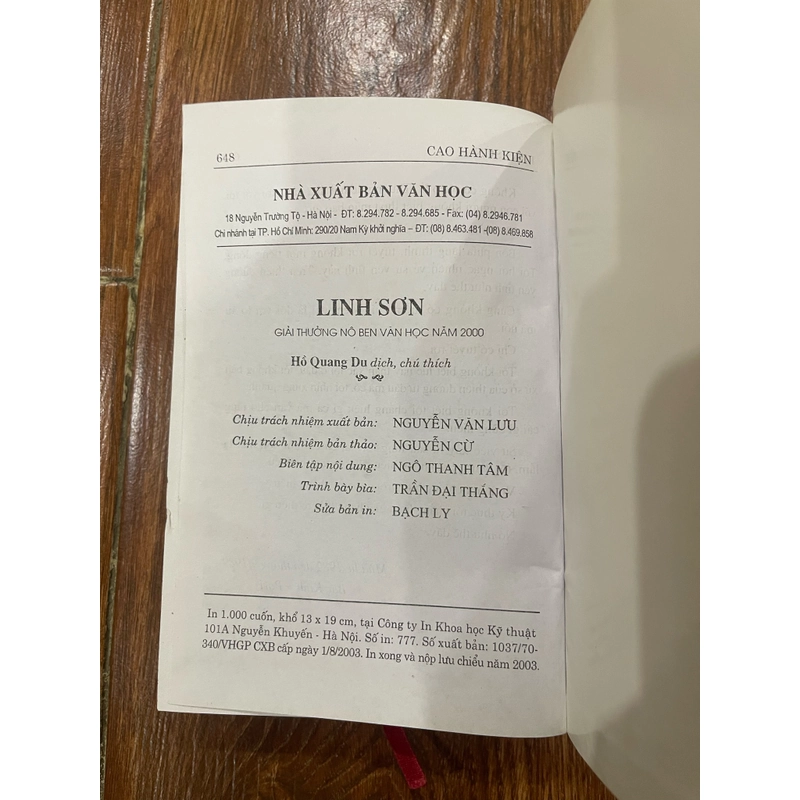 648 CAO HÀNH KIỆN
NHÀ XUẤT BẢN VĂN HỌC
18 Nguyễn Trường Tộ - Hà Nội - ĐT: 8.294.782 - 8.294.685 - Fax: (04) 8.2946.781
Chi nhánh tại TP. Hồ Chí Minh: 290/20 Nam Kỳ khởi nghĩa – ĐT: (08) 8.463.481 -(08) 8.469.858
LINH SƠN
GIẢI THƯỞNG NÔ BEN VĂN HỌC NĂM 2000
Hồ Quang Du dịch, chú thích
Chịu trách nhiệm xuất bản: NGUYỄN VĂN LƯU
Chịu trách nhiệm bản thảo: NGUYỄN CỪ
Biên tập nội dung: NGÔ THANH TÂM
Trình bày bìa: TRẦN ĐẠI THẮNG
Sửa bản in: BẠCH LY
In 1.000 cuốn, khổ 13 x 19 cm, tại Công ty In Khoa học Kỹ thuật
101A Nguyễn Khuyến - Hà Nội. Số in: 777. Số xuất bản: 1037/70-
340/VHGP CXB cấp ngày 1/8/2003. In xong và nộp lưu chiểu năm 2003.